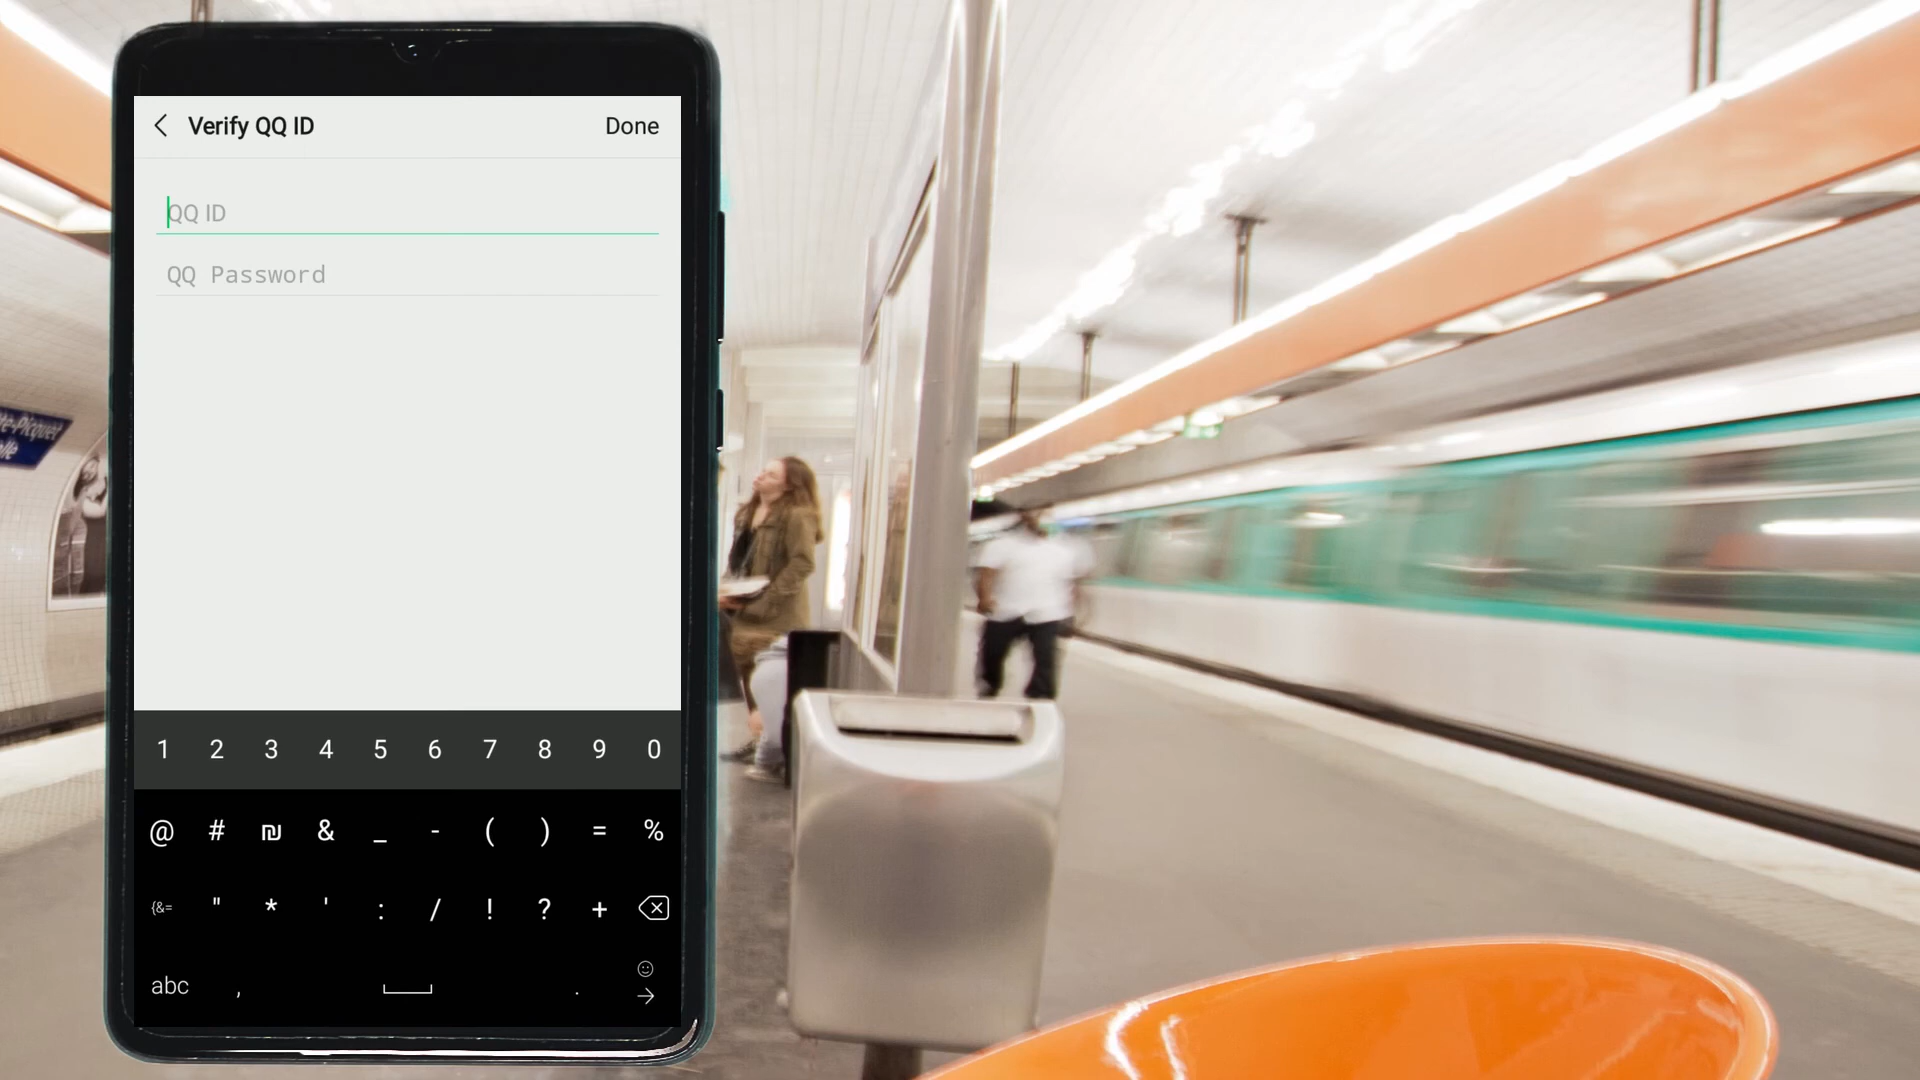 Verify QQ ID
Done
QQ ID
QQ Password
1 2 3 4 5 6 7 8 9 0
@ # ₪ & _ - ( ) = %
{&= " * ' : / ! ? + 
abc , .